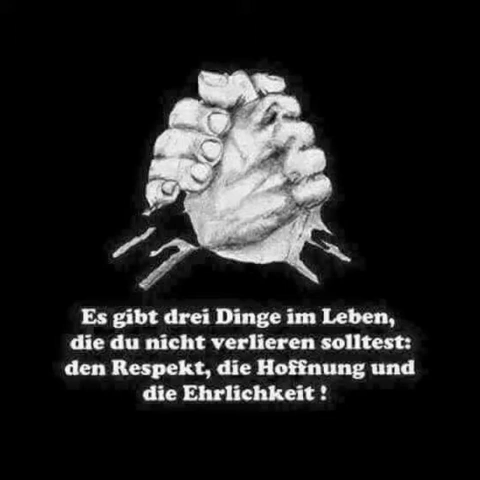 Es gibt drei Dinge im Leben,
die du nicht verlieren solltest:
den Respekt, die Hoffnung und
die Ehrlichkeit !